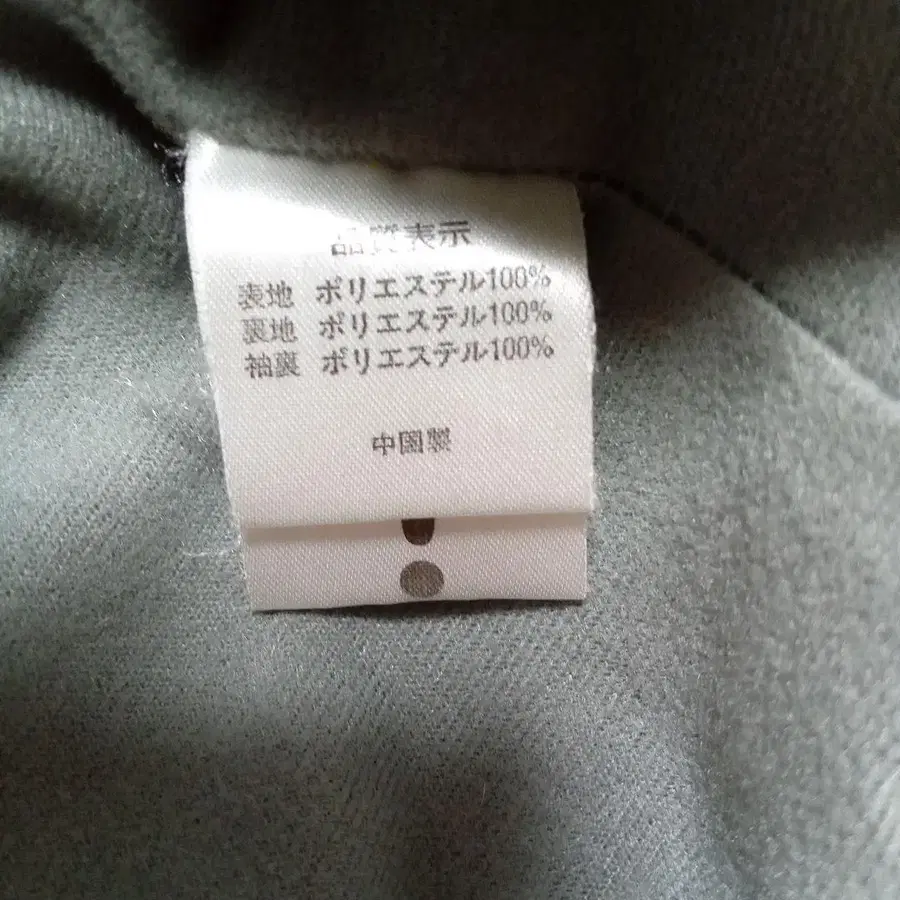 品質表示
表地 ポリエステル100%
裏地 ポリエステル100%
袖裏 ポリエステル100%
中国製